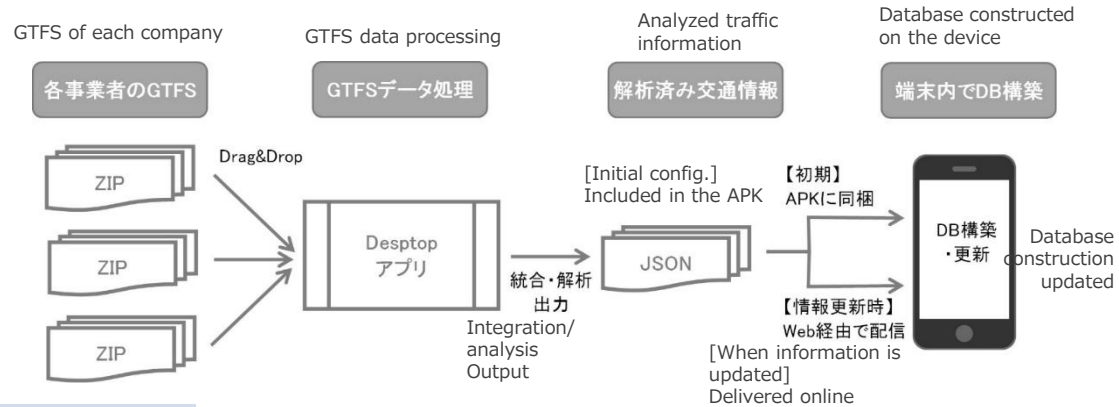 GTFS of each company
GTFS data processing
Analyzed traffic
information
Database constructed
on the device
各事業者のGTFS
GTFSデータ処理
解析済み交通情報
端末内でDB構築
ZIP
ZIP
ZIP
Drag&Drop
Desptop
アプリ
統合・解析
出力
Integration/
analysis
Output
[Initial config.]
Included in the APK
JSON
【初期】
APKに同梱
【情報更新時】
Web経由で配信
[When information is
updated]
Delivered online
DB構築
・更新
Database
construction
updated